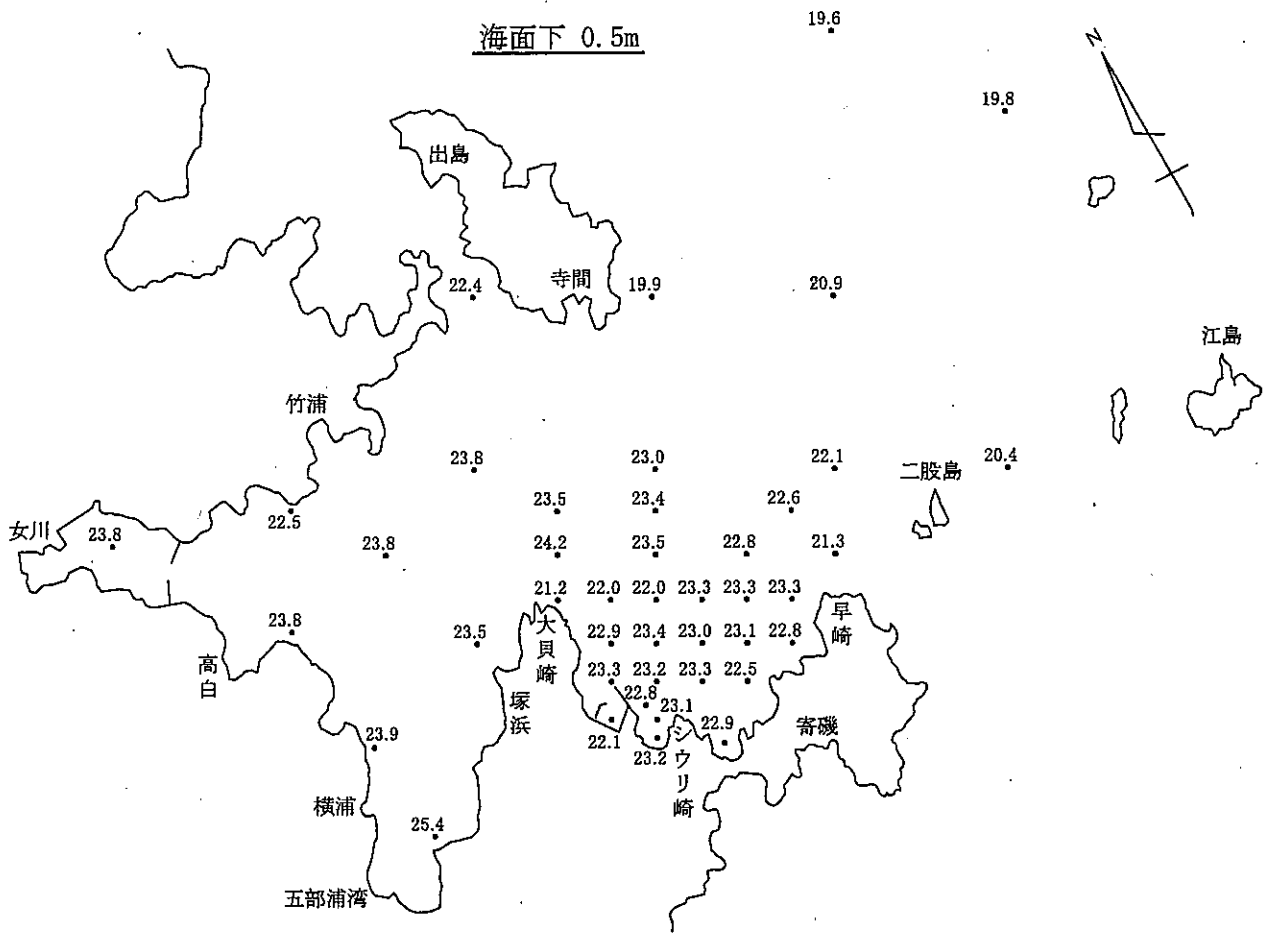 海面下 0.5m
19.6
N
19.8
出島
寺間
22.4
19.9
20.9
江島
竹浦
23.8
23.0
22.1
二股島
20.4
女川
23.8
22.5
23.5
23.4
22.6
23.8
24.2
23.5
22.8
21.3
21.2
22.0
22.0
23.3
23.3
23.3
23.8
23.5
大貝崎
22.9
23.4
23.0
23.1
22.8
早崎
高白
塚浜
23.3
23.2
23.3
22.5
22.8
23.1
23.9
22.1
23.2
シウリ崎
22.9
寄磯
横浦
25.4
五部浦湾